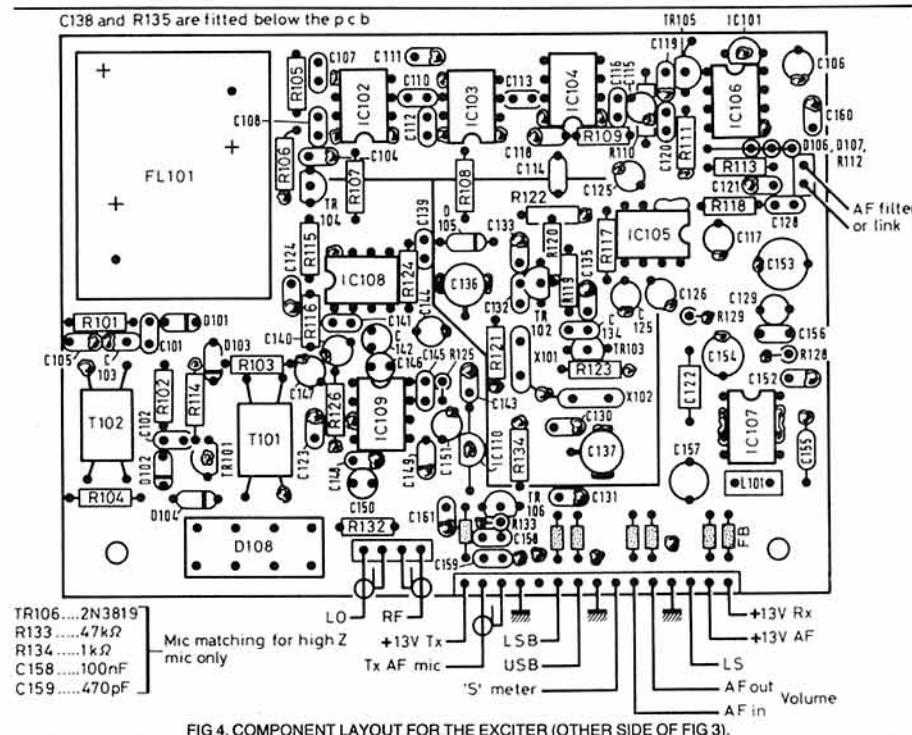 C138 and R135 are fitted below the p c b
TR105
IC101
C119
C107
C111
C116
C115
C106
R105
IC102
C110
IC103
C113
IC104
IC106
C160
C108
C112
R109
R111
C118
R110
C120
D106, D107,
R112
FL101
R106
C104
R107
R108
C114
R113
C125
C121
AF filter
or link
TR
104
C139
D
105
R122
R118
C128
C133
R120
R117
IC105
C117
C124
R115
IC108
R124
C136
C135
R119
C153
R116
C144
C132
TR
102
C
134
C
125
C126
C129
R101
D101
C140
C141
C
142
R121
X101
TR103
R129
C156
C105
C
103
C101
D103
R103
C146
C145
R125
R123
C154
R128
C147
C143
X102
C122
C152
T102
R102
R114
T101
R126
IC109
C130
IC107
C102
TR101
C123
C151
IC110
R134
C137
C155
D102
C148
C149
C157
L101
R104
D104
C150
TR
106
C131
D108
R132
C161
R133
C158
FB
C159
LO
RF
+13V Tx
LSB
+13V Rx
+13V AF
Tx AF mic
USB
LS
'S' meter
AF out
Volume
AF in
TR106....2N3819
R133.....47kΩ
R134.....1kΩ
C158.....100nF
C159.....470pF
Mic matching for high Z
mic only
FIG 4. COMPONENT LAYOUT FOR THE EXCITER (OTHER SIDE OF FIG 3).